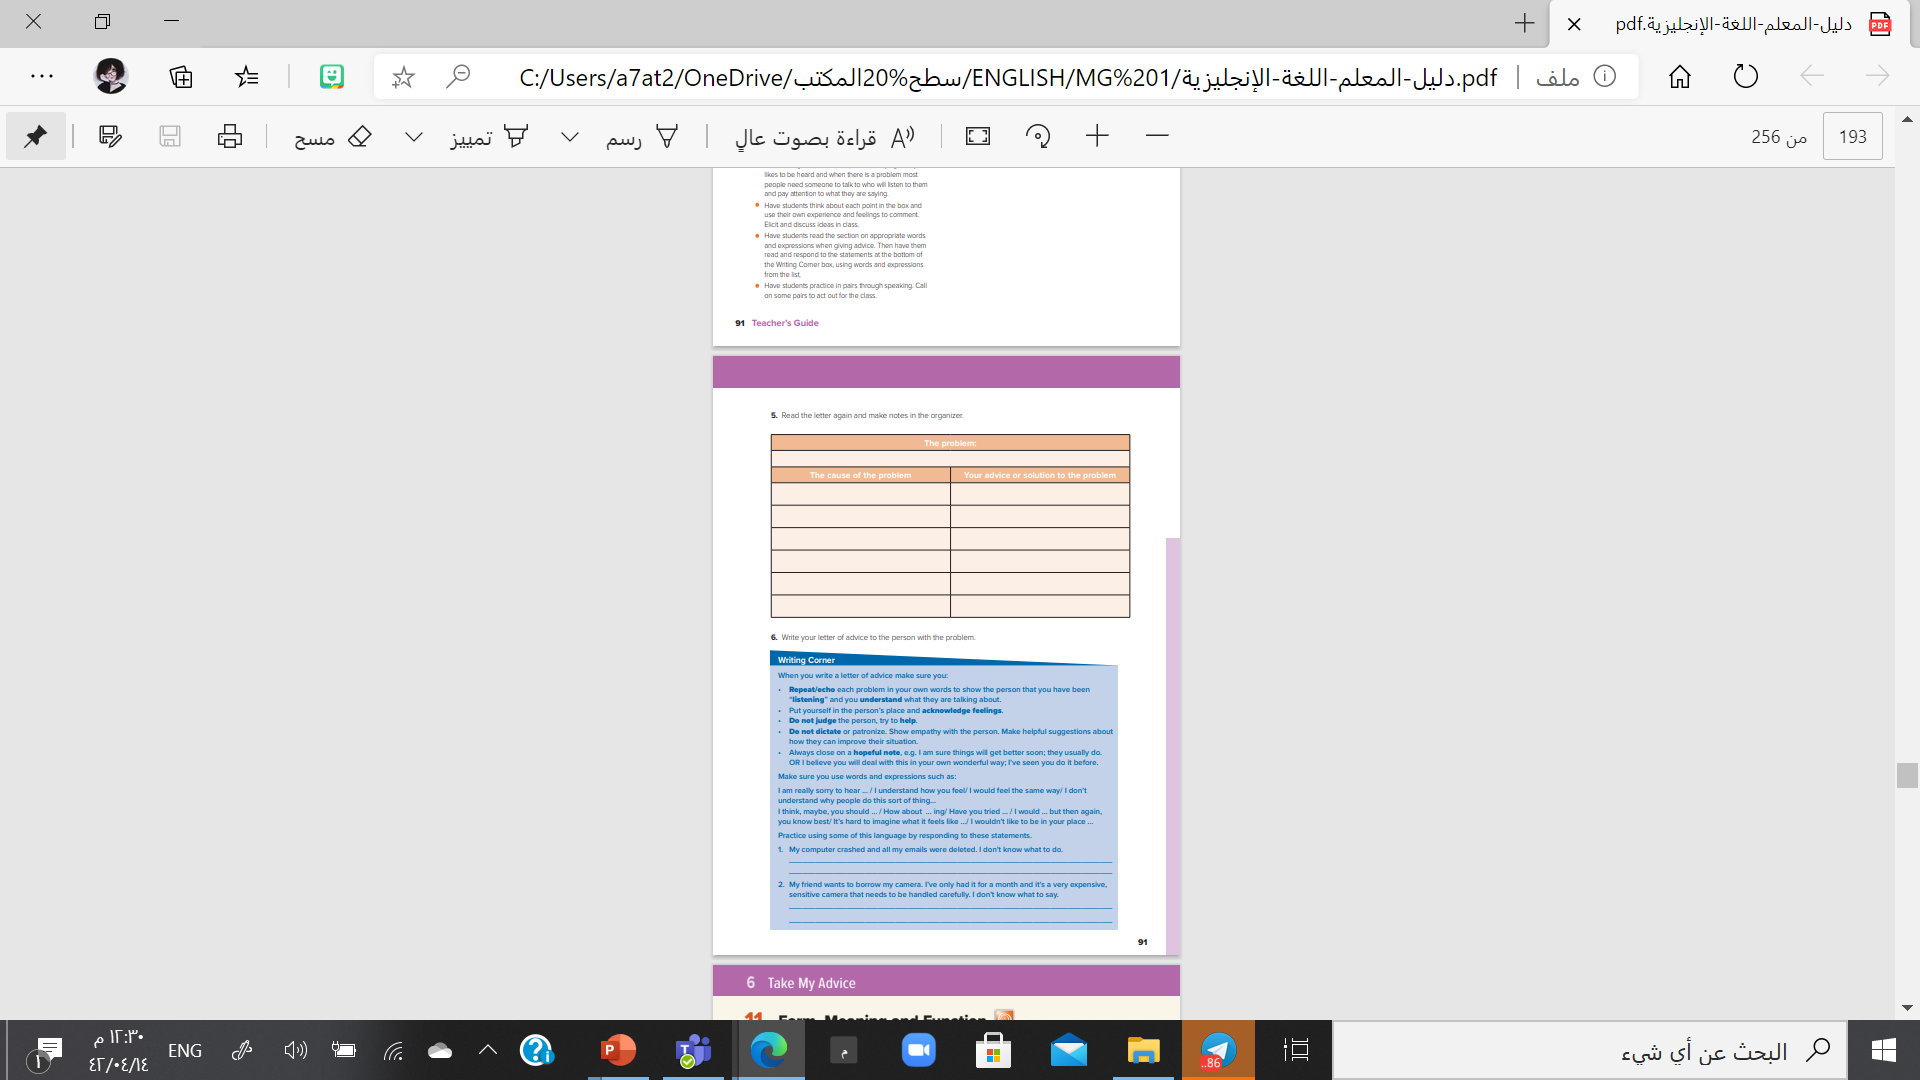 دليل-المعلم-اللغة-الإنجليزية.pdf
C:/Users/a7at2/OneDrive/سطح%20المكتب/ENGLISH/MG%201/دليل-المعلم-اللغة-الإنجليزية.pdf
ملف
193
من 256
قراءة بصوت عالٍ
رسم
تمييز
مسح
likes to be heard and when there is a problem most
people need someone to talk to who will listen to them
and pay attention to what they are saying.
• Have students think about each point in the box and
use their own experience and feelings to comment.
Elicit and discuss ideas in class.
• Have students read the section on appropriate words
and expressions when giving advice. Then have them
read and respond to the statements at the bottom of
the Writing Corner box, using words and expressions
from the list.
• Have students practice in pairs through speaking. Call
on some pairs to act out for the class.
91 Teacher's Guide
5. Read the letter again and make notes in the organizer.
The problem:
The cause of the problem
Your advice or solution to the problem
6. Write your letter of advice to the person with the problem.
Writing Corner
When you write a letter of advice make sure you:
• Repeat/echo each problem in your own words to show the person that you have been
"listening" and you understand what they are talking about.
• Put yourself in the person's place and acknowledge feelings.
• Do not judge the person, try to help.
• Do not dictate or patronize. Show empathy with the person. Make helpful suggestions about
how they can improve their situation.
• Always close on a hopeful note, e.g. I am sure things will get better soon; they usually do.
OR I believe you will deal with this in your own wonderful way; I've seen you do it before.
Make sure you use words and expressions such as:
I am really sorry to hear ... / I understand how you feel/ I would feel the same way/ I don't
understand why people do this sort of thing...
I think, maybe, you should ... / How about ... ing/ Have you tried ... / I would ... but then again,
you know best/ It's hard to imagine what it feels like .../ I wouldn't like to be in your place ...
Practice using some of this language by responding to these statements.
1. My computer crashed and all my emails were deleted. I don't know what to do.
2. My friend wants to borrow my camera. I've only had it for a month and it's a very expensive,
sensitive camera that needs to be handled carefully. I don't know what to say.
91
6 Take My Advice
11 Form, Meaning and Function
١٢:٣٠ م
٤٢/٠٤/١٤
ENG
86..
البحث عن أي شيء